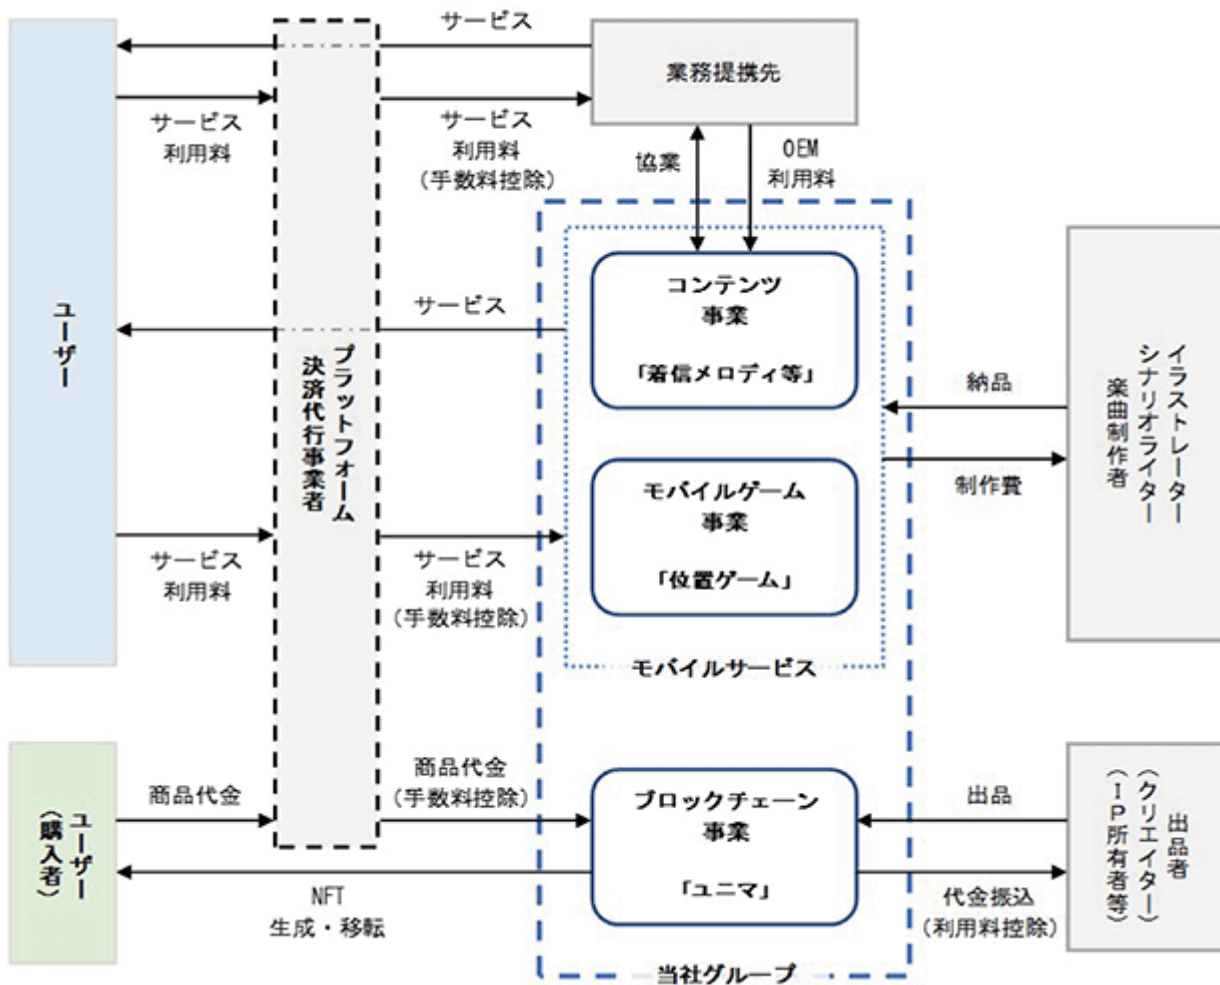 サービス
業務提携先
サービス
利用料
サービス
利用料
(手数料控除)
協業
OEM
利用料
ユーザー
プラットフォーム
決済代行事業者
サービス
コンテンツ
事業
「着信メロディ等」
納品
制作費
イラストレーター
シナリオライター
楽曲制作者
モバイルゲーム
事業
「位置ゲーム」
サービス
利用料
サービス
利用料
(手数料控除)
モバイルサービス
ユーザー
(購入者)
商品代金
商品代金
(手数料控除)
ブロックチェーン
事業
「ユニマ」
出品
出品者
(クリエイター)
(IP所有者等)
NFT
生成・移転
代金振込
(利用料控除)
当社グループ